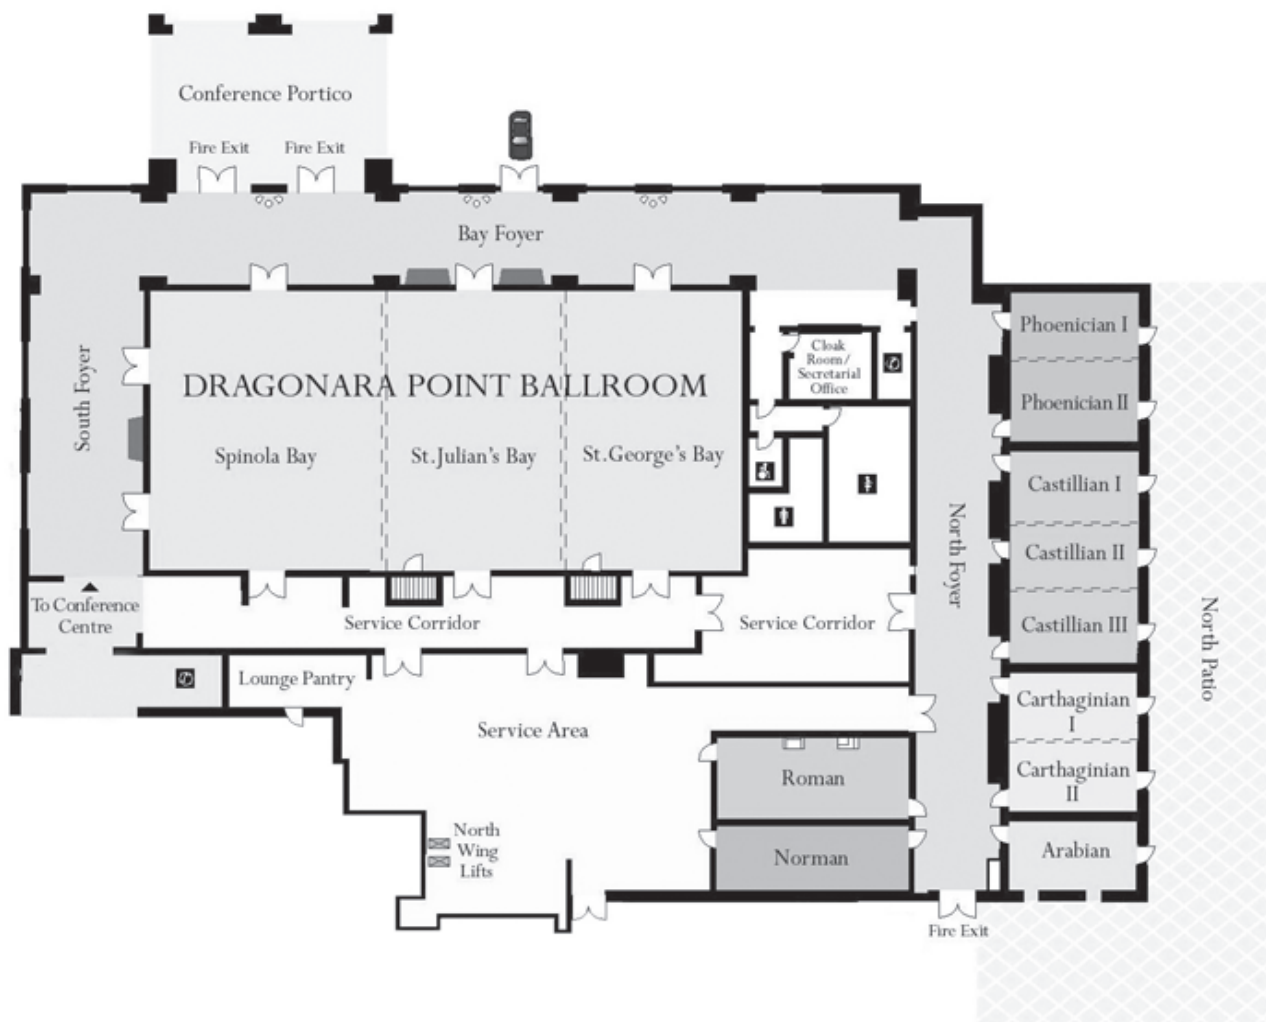 Conference Portico
Fire Exit
Fire Exit
Bay Foyer
South Foyer
DRAGONARA POINT BALLROOM
Spinola Bay
St.Julian's Bay
St.George's Bay
Cloak
Room/
Secretarial
Office
Phoenician I
Phoenician II
Castillian I
Castillian II
Castillian III
North Foyer
North Patio
To Conference
Centre
Service Corridor
Service Corridor
Lounge Pantry
Carthaginian
I
Carthaginian
II
Service Area
Roman
Norman
Arabian
North
Wing
Lifts
Fire Exit